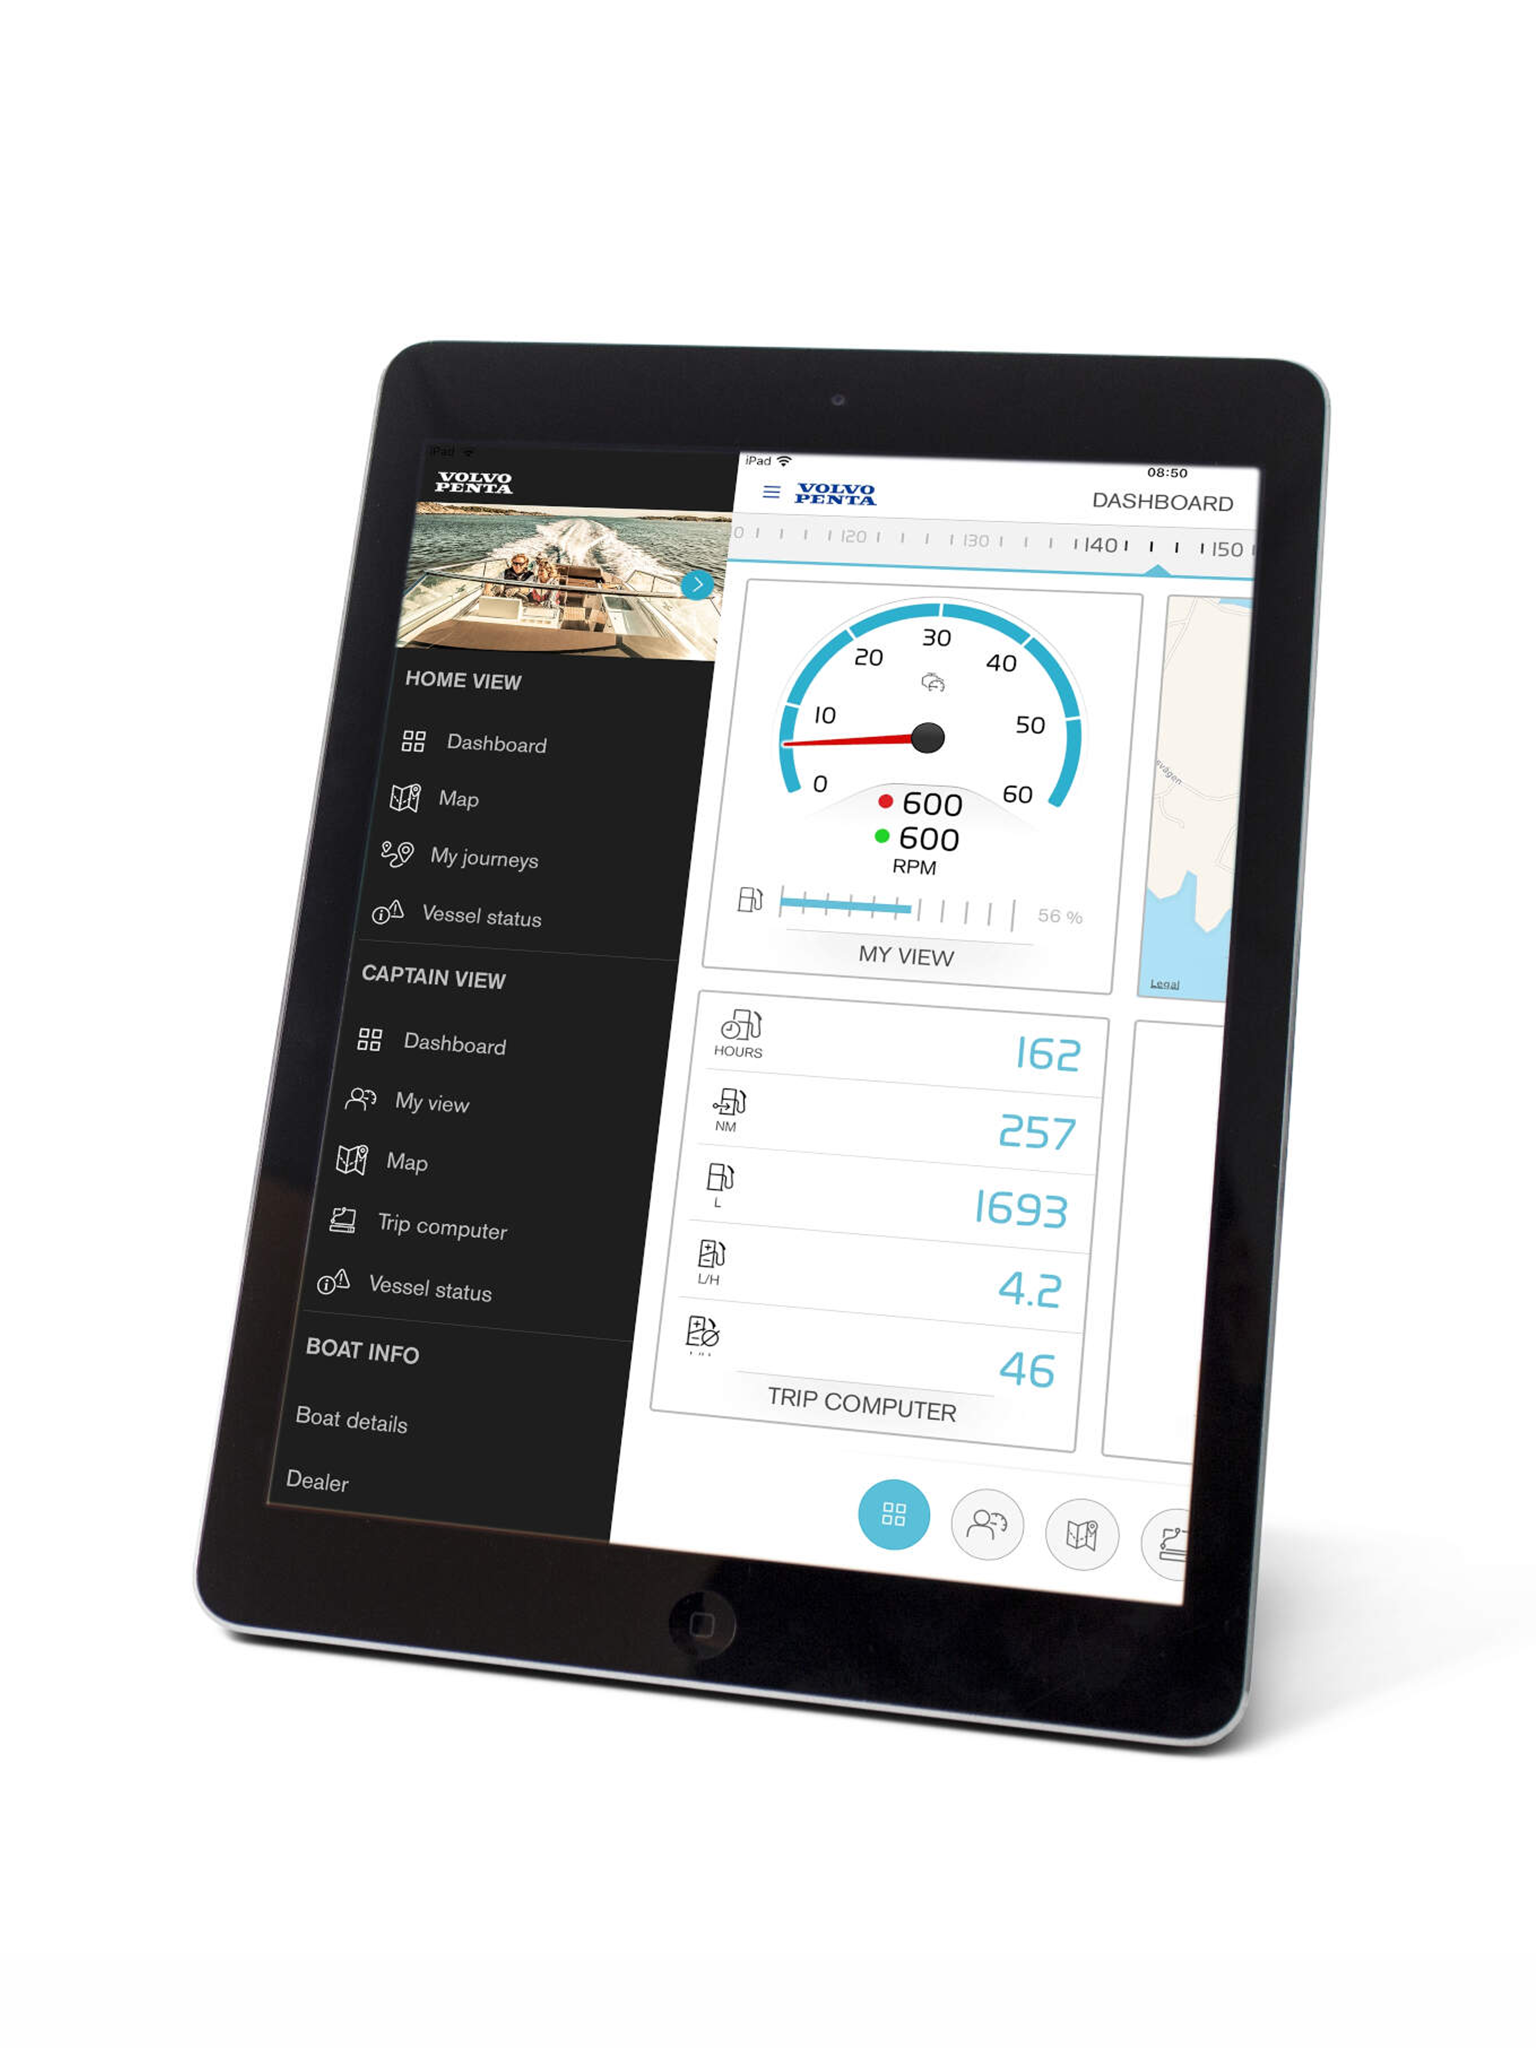 iPad
VOLVO
PENTA
HOME VIEW
Dashboard
Map
My journeys
Vessel status
CAPTAIN VIEW
Dashboard
My view
Map
Trip computer
Vessel status
BOAT INFO
Boat details
Dealer
iPad
08:50
VOLVO
PENTA
DASHBOARD
0 120 130 140 150
30
20
40
10
50
0
60
600
600
RPM
56 %
MY VIEW
svägen
Legal
HOURS
162
NM
257
L
1693
L/H
4.2
46
TRIP COMPUTER